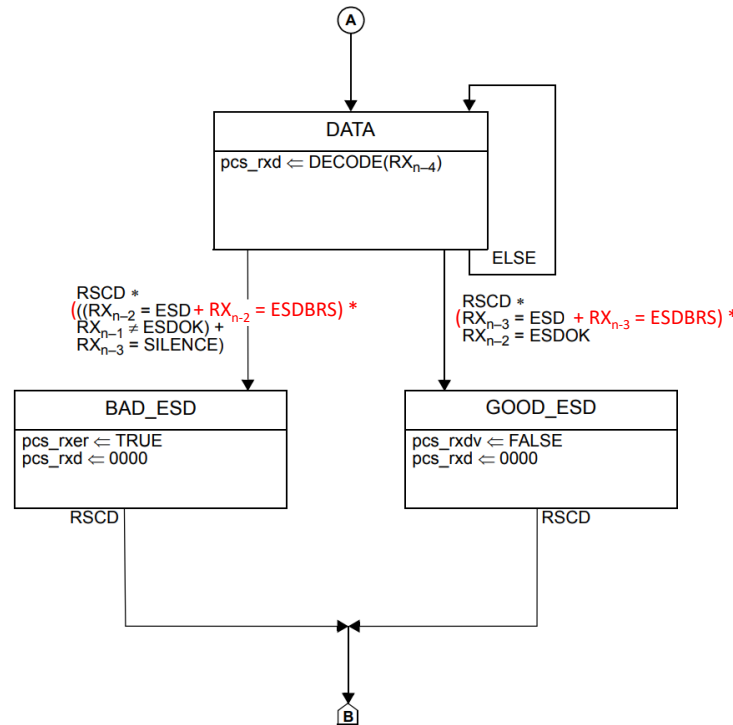 A
DATA
pcs_rxd ⇐ DECODE(RXn–4)
ELSE
RSCD *
(((RXn–2 = ESD + RXn-2 = ESDBRS) *
RXn–1 ≠ ESDOK) +
RXn–3 = SILENCE)
RSCD *
(RXn–3 = ESD + RXn-3 = ESDBRS) *
RXn–2 = ESDOK
BAD_ESD
pcs_rxer ⇐ TRUE
pcs_rxd ⇐ 0000
RSCD
GOOD_ESD
pcs_rxdv ⇐ FALSE
pcs_rxd ⇐ 0000
RSCD
B